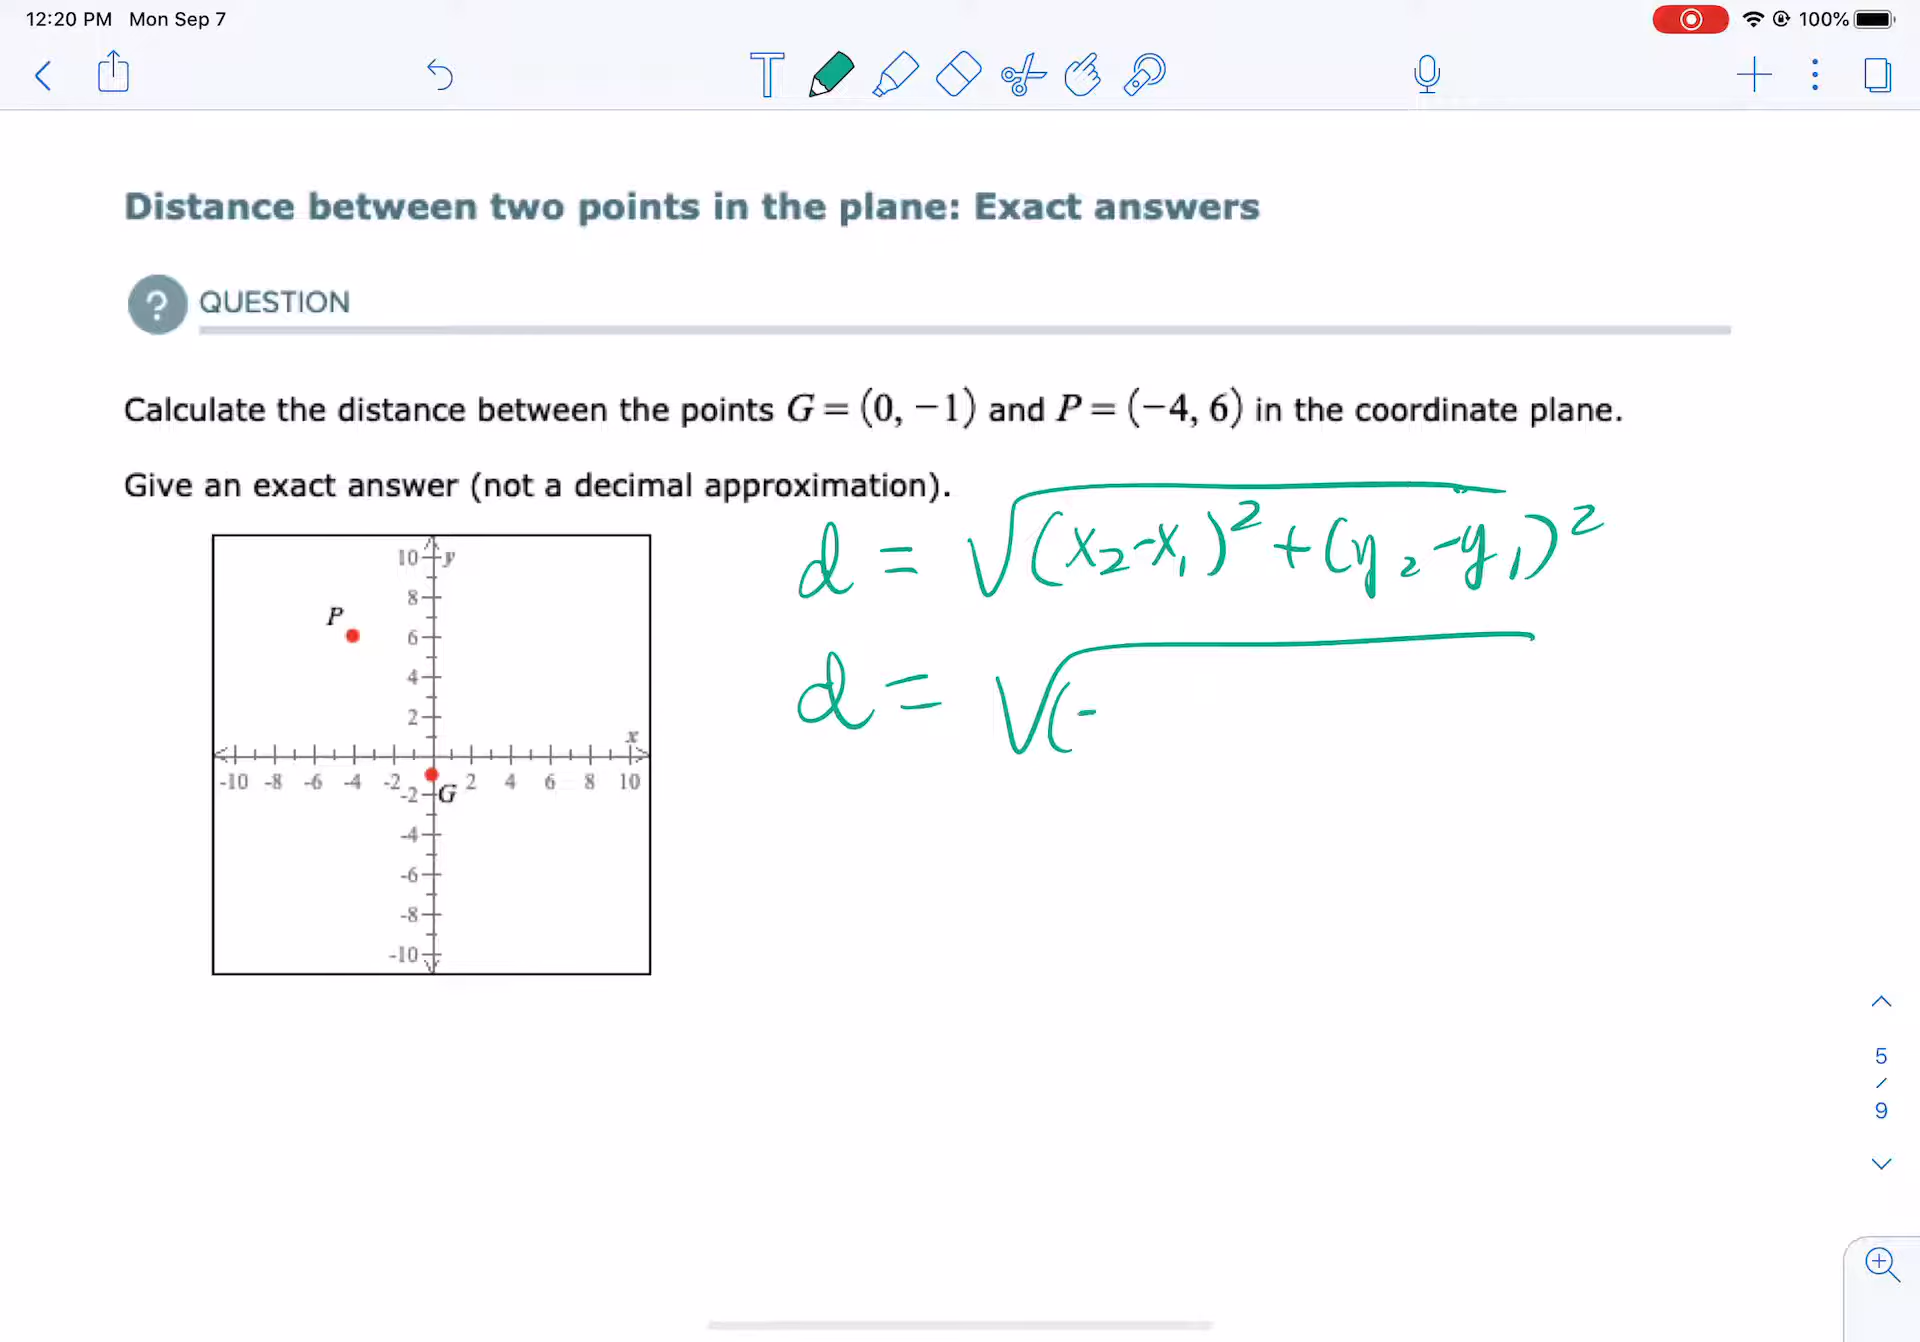 12:20 PM Mon Sep 7
100%
T
Distance between two points in the plane: Exact answers
? QUESTION
Calculate the distance between the points G = (0, −1) and P = (−4, 6) in the coordinate plane.
Give an exact answer (not a decimal approximation).
d = √(x₂-x₁)² + (y₂-y₁)²
d = √(-
y
10
8
P
6
4
2
x
-10 -8 -6 -4 -2 2 4 6 8 10
-2 G
-4
-6
-8
-10
5
/
9